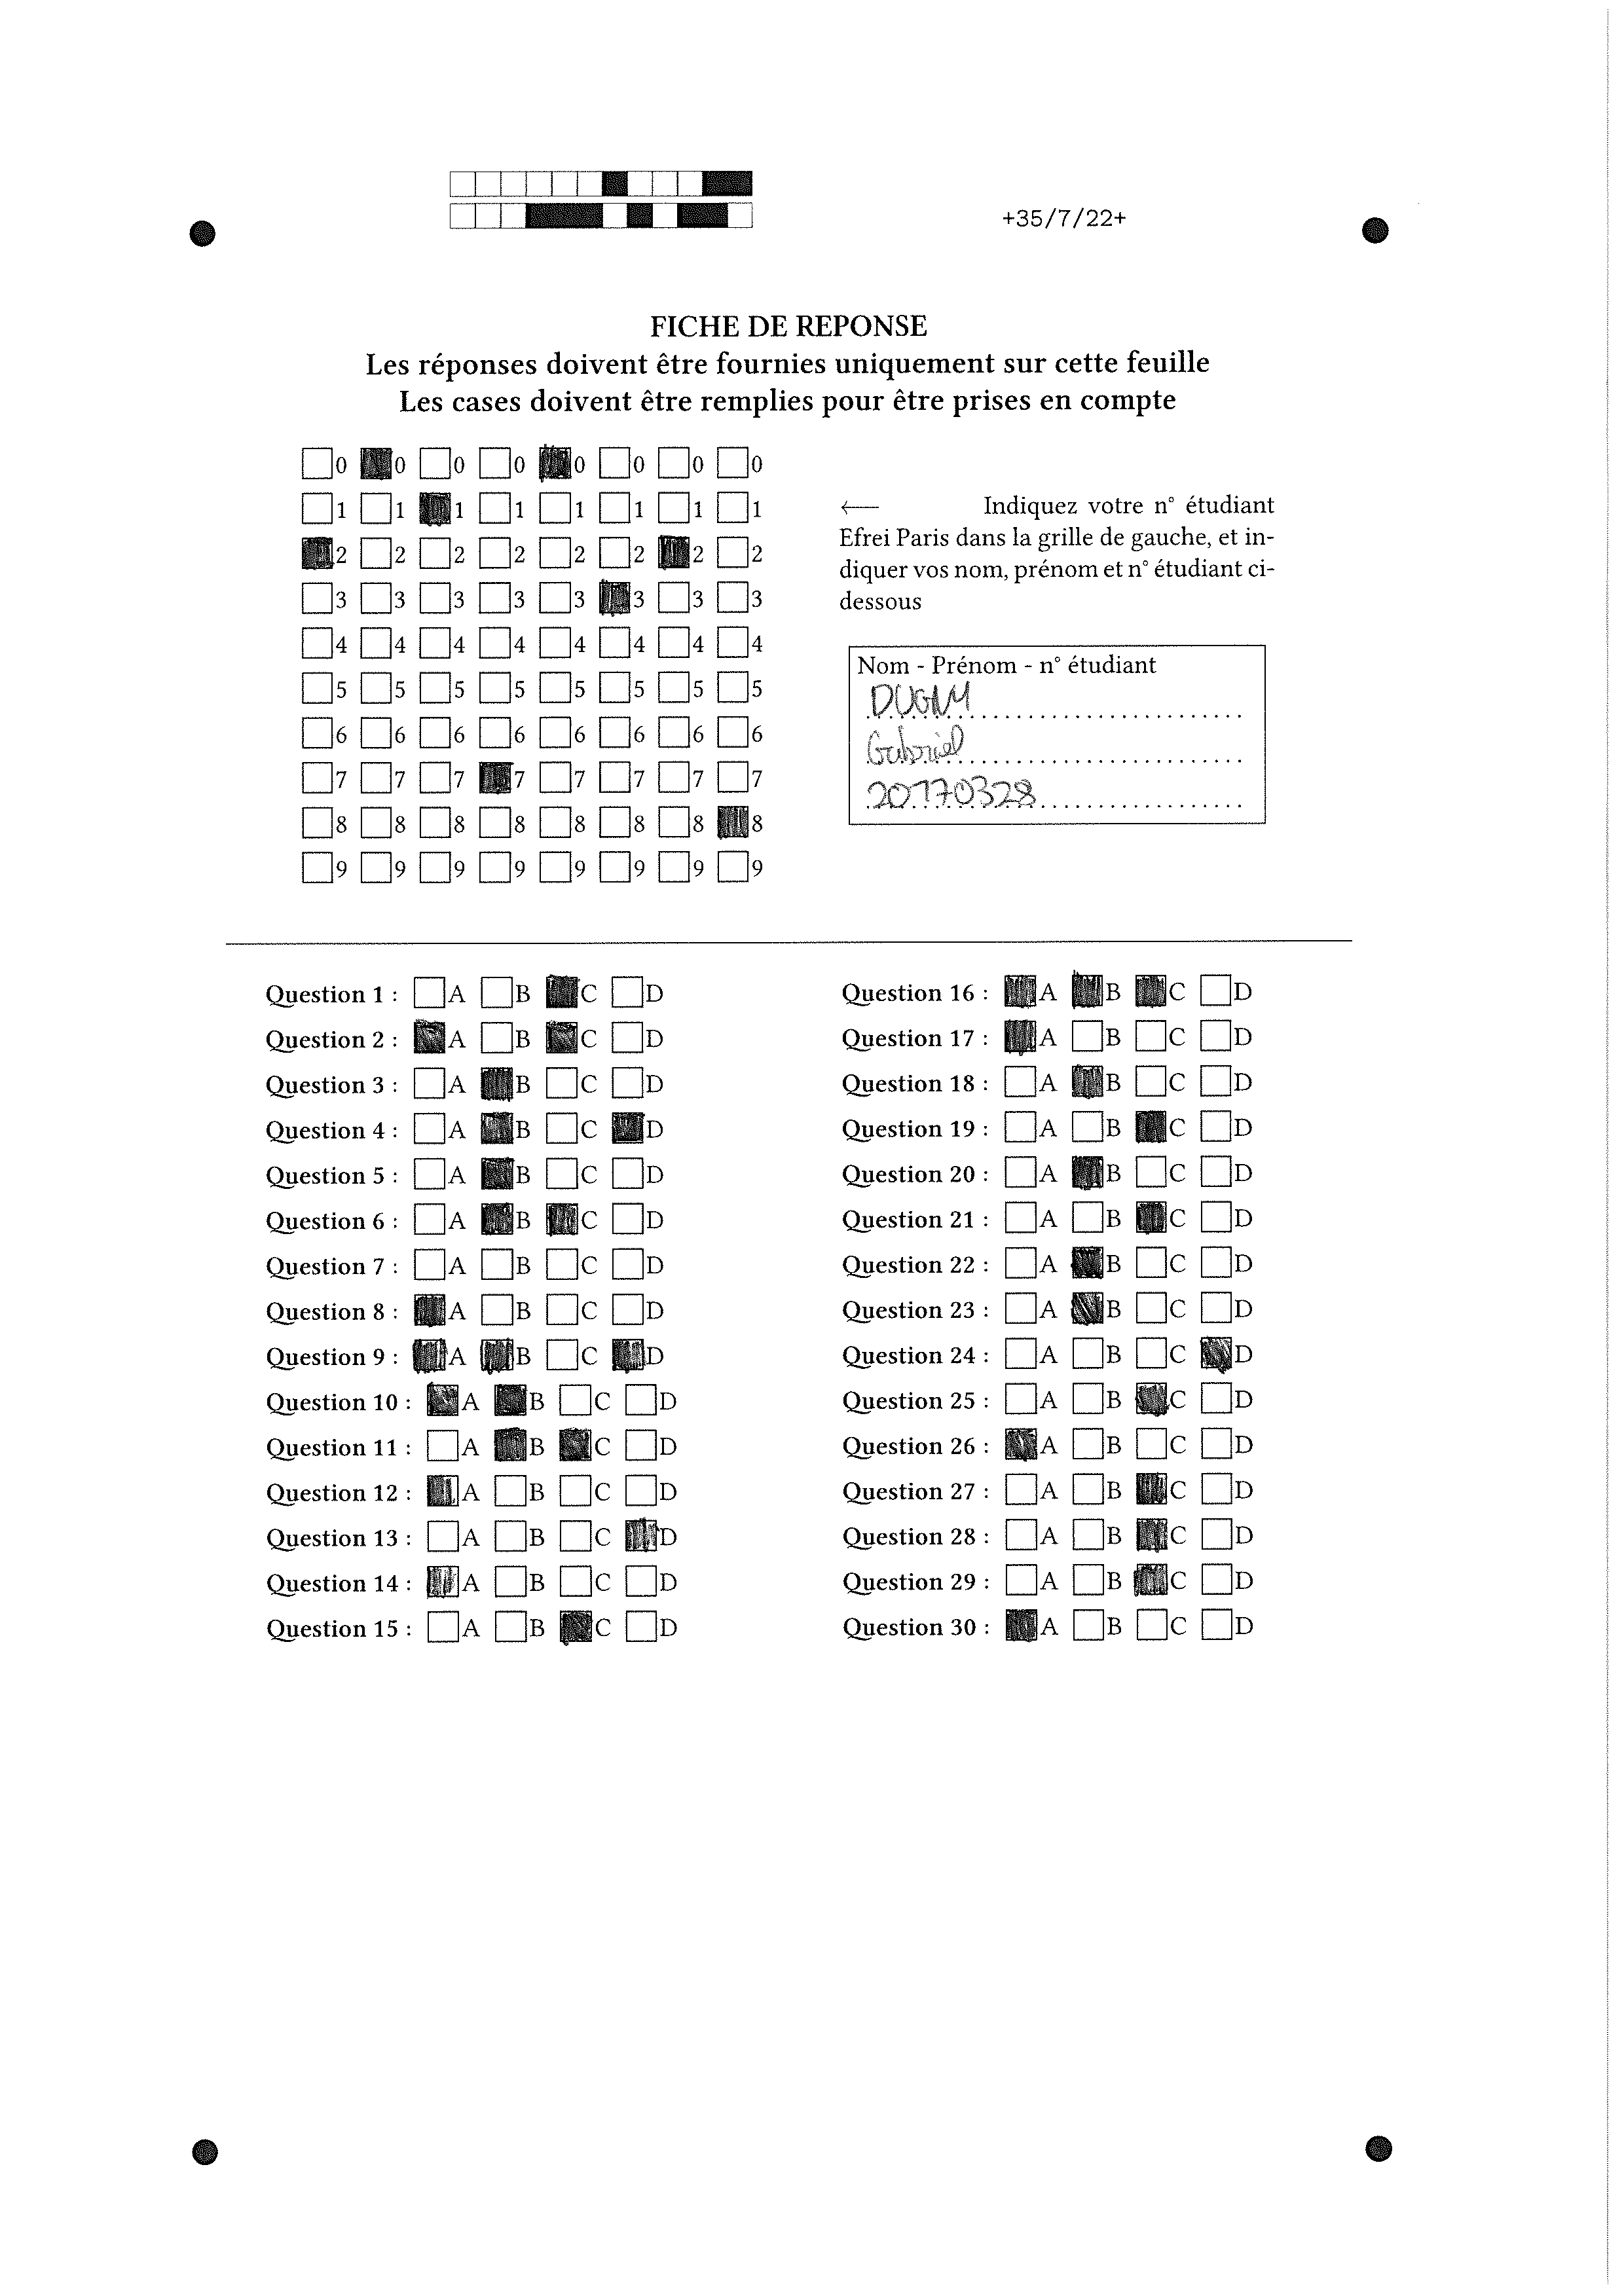 +35/7/22+
FICHE DE REPONSE
Les réponses doivent être fournies uniquement sur cette feuille
Les cases doivent être remplies pour être prises en compte
0 0 0 0 0 0 0 0
1 1 1 1 1 1 1 1
2 2 2 2 2 2 2 2
3 3 3 3 3 3 3 3
4 4 4 4 4 4 4 4
5 5 5 5 5 5 5 5
6 6 6 6 6 6 6 6
7 7 7 7 7 7 7 7
8 8 8 8 8 8 8 8
9 9 9 9 9 9 9 9
← Indiquez votre n° étudiant
Efrei Paris dans la grille de gauche, et in-
diquer vos nom, prénom et n° étudiant ci-
dessous
Nom - Prénom - n° étudiant
DUGNY
Gabriel
20170328
Question 1 : A B C D
Question 2 : A B C D
Question 3 : A B C D
Question 4 : A B C D
Question 5 : A B C D
Question 6 : A B C D
Question 7 : A B C D
Question 8 : A B C D
Question 9 : A B C D
Question 10 : A B C D
Question 11 : A B C D
Question 12 : A B C D
Question 13 : A B C D
Question 14 : A B C D
Question 15 : A B C D
Question 16 : A B C D
Question 17 : A B C D
Question 18 : A B C D
Question 19 : A B C D
Question 20 : A B C D
Question 21 : A B C D
Question 22 : A B C D
Question 23 : A B C D
Question 24 : A B C D
Question 25 : A B C D
Question 26 : A B C D
Question 27 : A B C D
Question 28 : A B C D
Question 29 : A B C D
Question 30 : A B C D